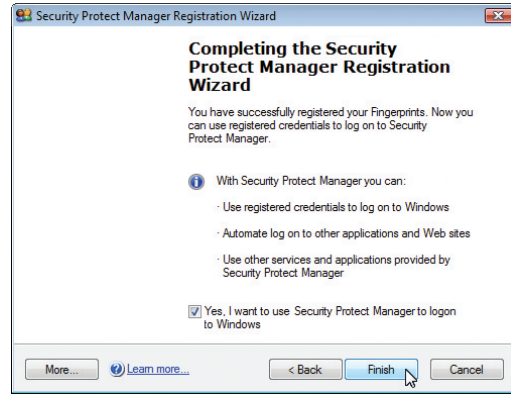 Security Protect Manager Registration Wizard
Completing the Security
Protect Manager Registration
Wizard
You have successfully registered your Fingerprints. Now you
can use registered credentials to log on to Security
Protect Manager.
With Security Protect Manager you can:
· Use registered credentials to log on to Windows
· Automate log on to other applications and Web sites
· Use other services and applications provided by
Security Protect Manager
Yes, I want to use Security Protect Manager to logon
to Windows
More... Learn more... < Back Finish Cancel